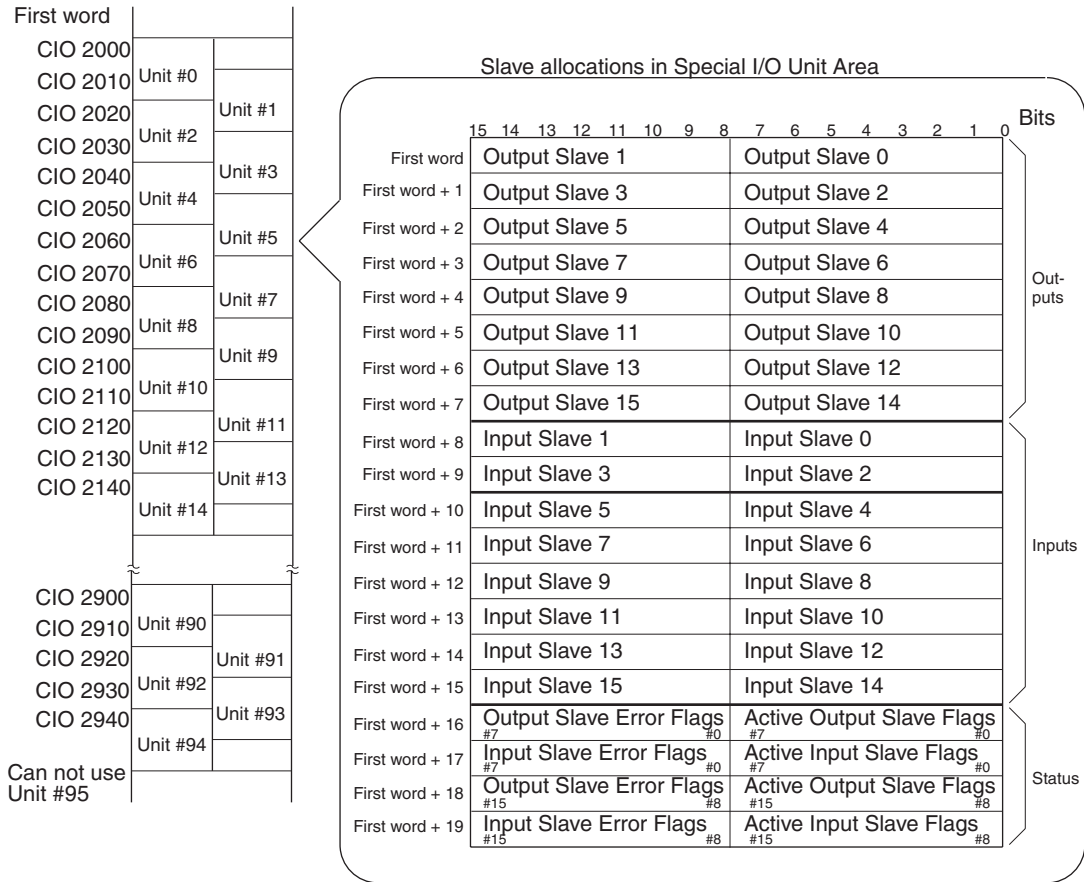 First word
CIO 2000
CIO 2010
CIO 2020
CIO 2030
CIO 2040
CIO 2050
CIO 2060
CIO 2070
CIO 2080
CIO 2090
CIO 2100
CIO 2110
CIO 2120
CIO 2130
CIO 2140
Unit #0
Unit #2
Unit #4
Unit #6
Unit #8
Unit #10
Unit #12
Unit #14
Unit #1
Unit #3
Unit #5
Unit #7
Unit #9
Unit #11
Unit #13
CIO 2900
CIO 2910
CIO 2920
CIO 2930
CIO 2940
Unit #90
Unit #92
Unit #94
Unit #91
Unit #93
Can not use
Unit #95
Slave allocations in Special I/O Unit Area
15 14 13 12 11 10 9 8 7 6 5 4 3 2 1 0 Bits
First word Output Slave 1 Output Slave 0
First word + 1 Output Slave 3 Output Slave 2
First word + 2 Output Slave 5 Output Slave 4
First word + 3 Output Slave 7 Output Slave 6
First word + 4 Output Slave 9 Output Slave 8
First word + 5 Output Slave 11 Output Slave 10
First word + 6 Output Slave 13 Output Slave 12
First word + 7 Output Slave 15 Output Slave 14
Out-
puts
First word + 8 Input Slave 1 Input Slave 0
First word + 9 Input Slave 3 Input Slave 2
First word + 10 Input Slave 5 Input Slave 4
First word + 11 Input Slave 7 Input Slave 6
First word + 12 Input Slave 9 Input Slave 8
First word + 13 Input Slave 11 Input Slave 10
First word + 14 Input Slave 13 Input Slave 12
First word + 15 Input Slave 15 Input Slave 14
Inputs
First word + 16 Output Slave Error Flags Active Output Slave Flags
#7 #0 #7 #0
First word + 17 Input Slave Error Flags Active Input Slave Flags
#7 #0 #7 #0
First word + 18 Output Slave Error Flags Active Output Slave Flags
#15 #8 #15 #8
First word + 19 Input Slave Error Flags Active Input Slave Flags
#15 #8 #15 #8
Status